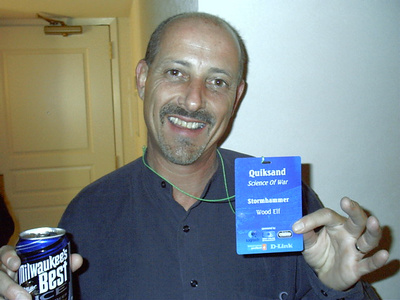 Quiksand
Science Of War
Stormhammer
Wood Elf
D-Link
Milwaukee's
BEST